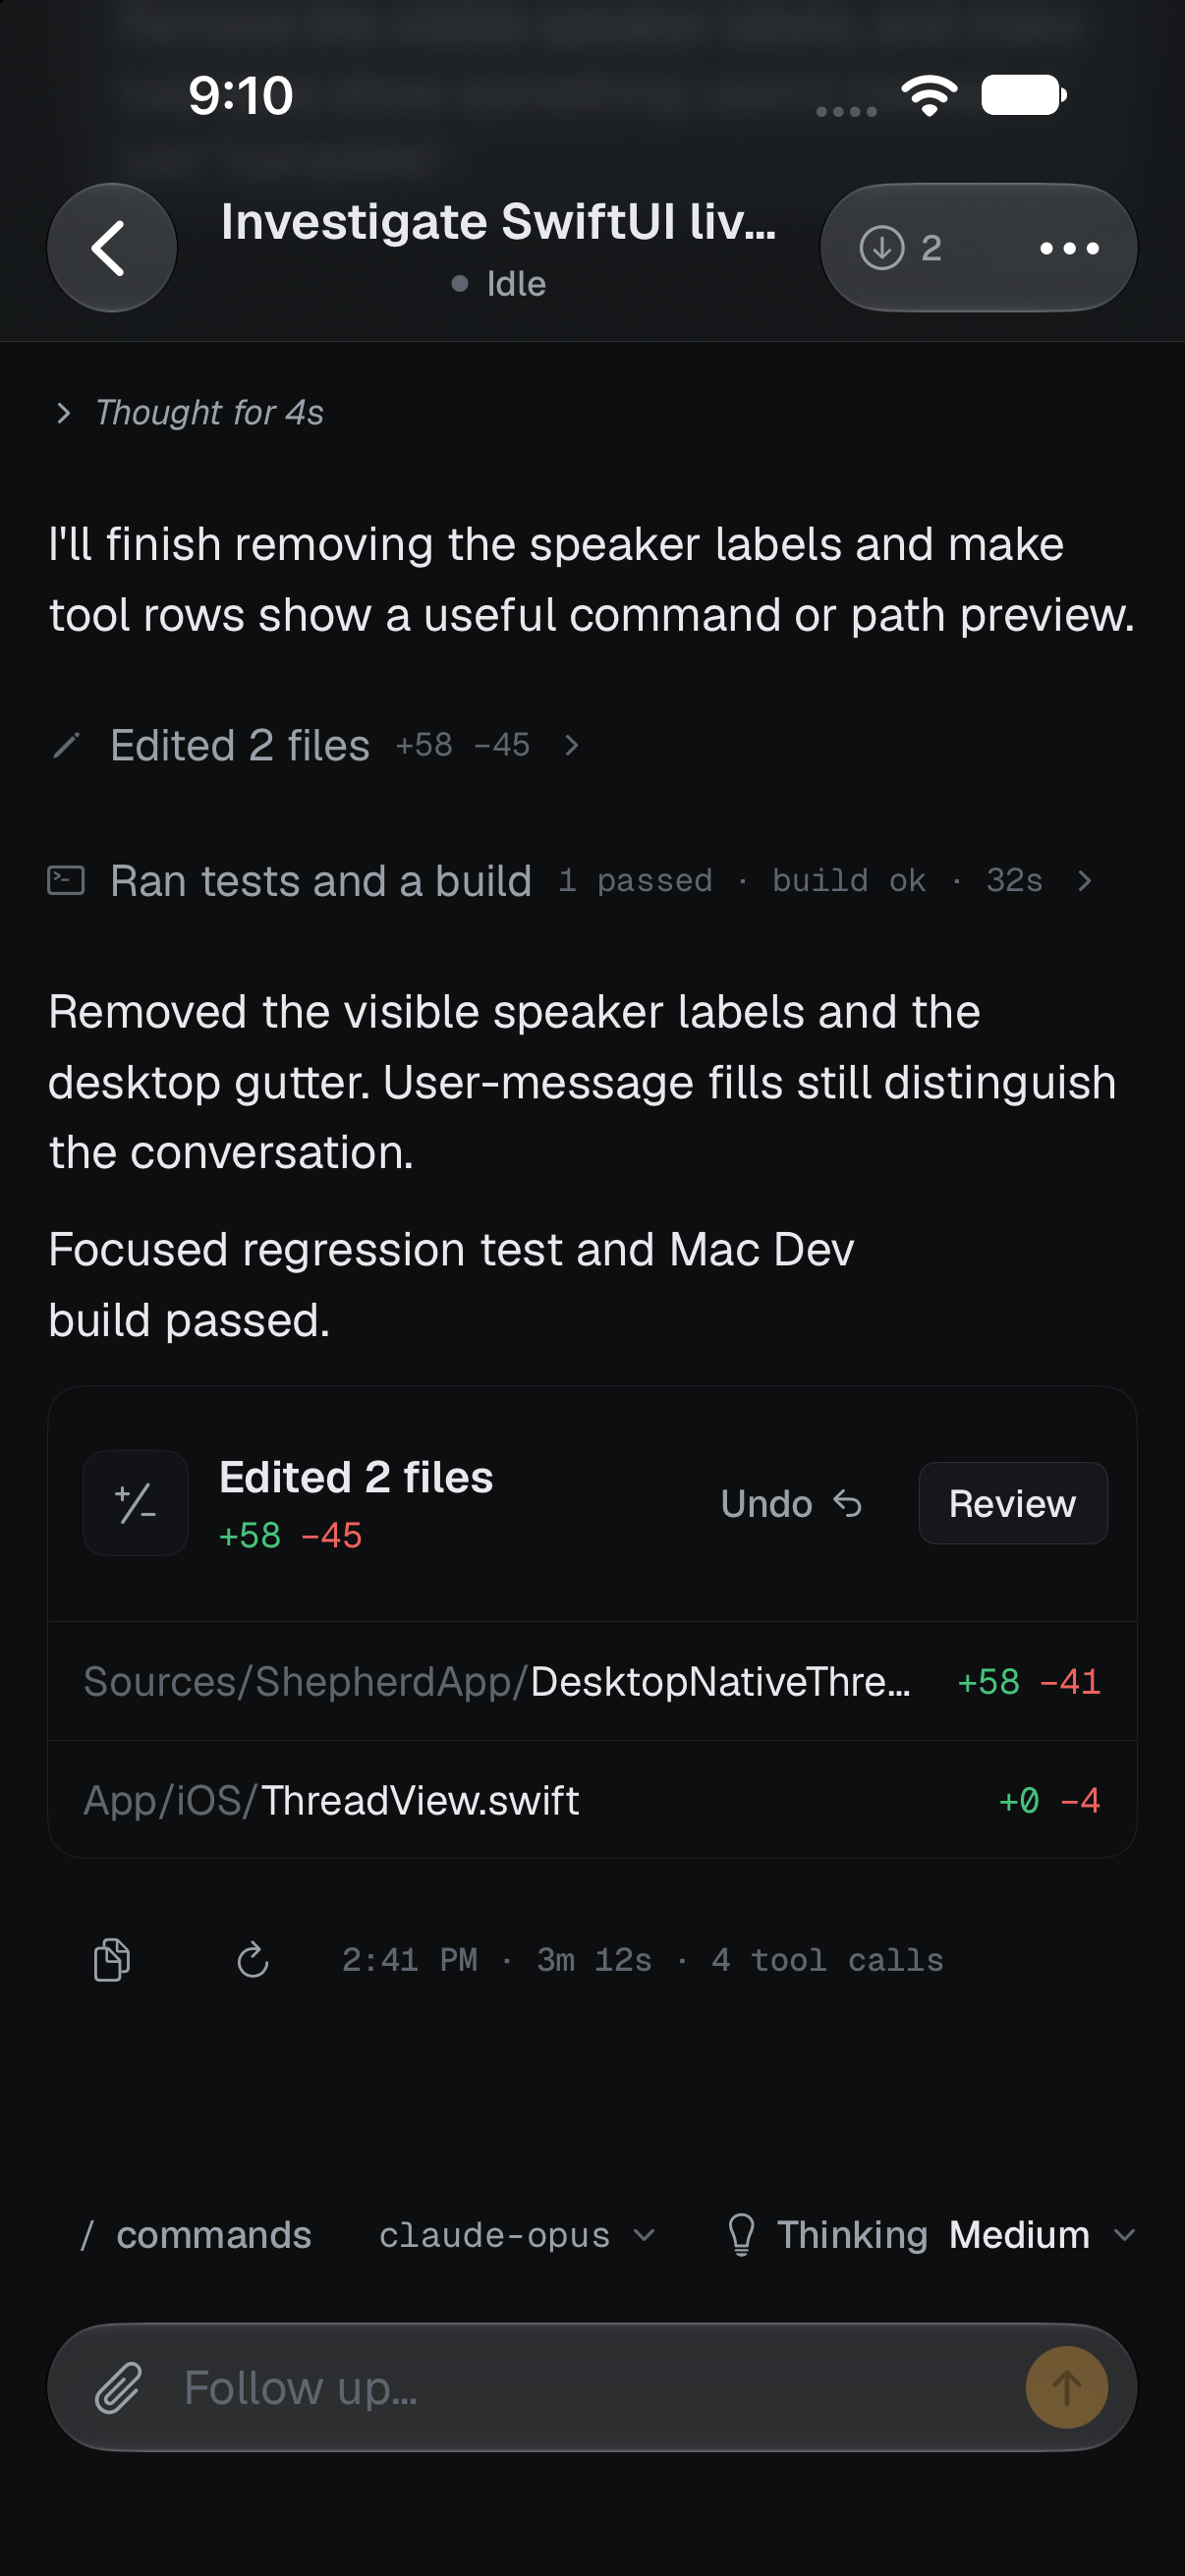 9:10
Investigate SwiftUI liv...
Idle
2
Thought for 4s
I'll finish removing the speaker labels and make
tool rows show a useful command or path preview.
Edited 2 files +58 −45
Ran tests and a build 1 passed · build ok · 32s
Removed the visible speaker labels and the
desktop gutter. User-message fills still distinguish
the conversation.
Focused regression test and Mac Dev
build passed.
Edited 2 files
+58 −45
Undo
Review
Sources/ShepherdApp/DesktopNativeThre... +58 −41
App/iOS/ThreadView.swift +0 −4
2:41 PM · 3m 12s · 4 tool calls
/ commands claude-opus Thinking Medium
Follow up...